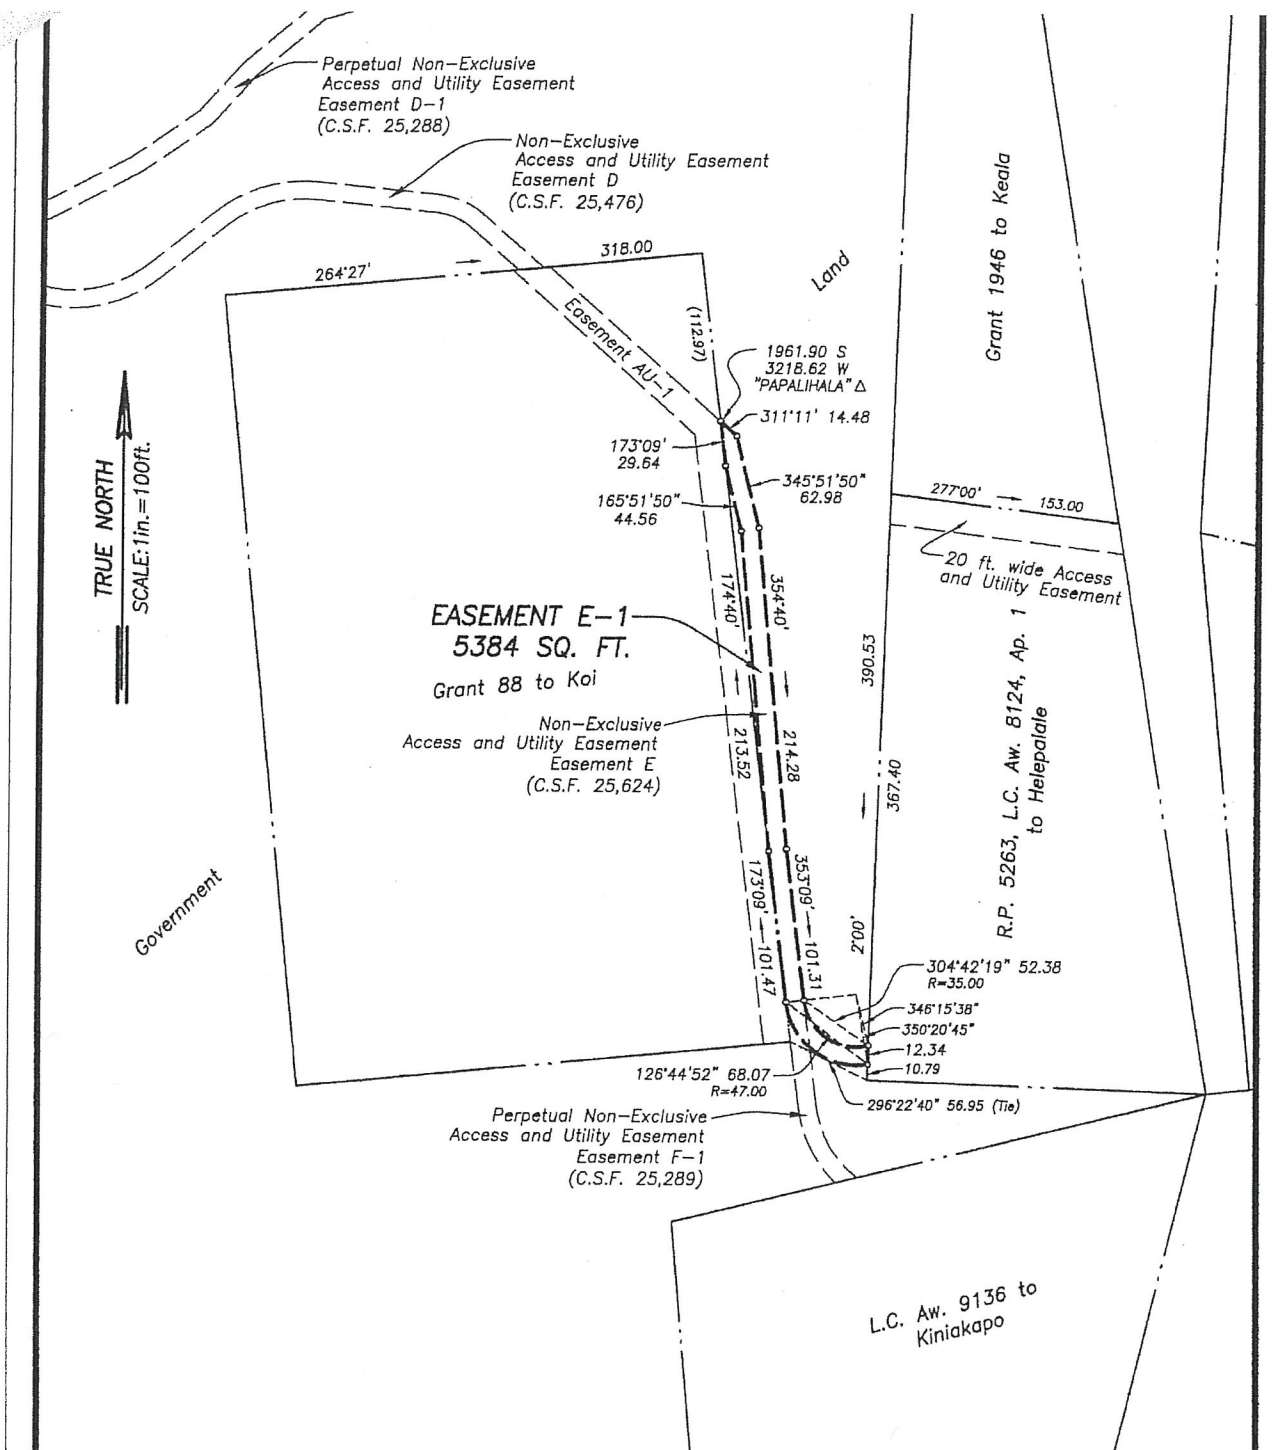 Perpetual Non-Exclusive
Access and Utility Easement
Easement D-1
(C.S.F. 25,288)
Non-Exclusive
Access and Utility Easement
Easement D
(C.S.F. 25,476)
264°27'
318.00
Land
Grant 1946 to Keala
(112.97)
Easement AU-1
1961.90 S
3218.62 W
"PAPALIHALA" Δ
311°11' 14.48
173°09'
29.64
345°51'50"
62.98
165°51'50"
44.56
TRUE NORTH
SCALE: 1in.=100ft.
277°00'
153.00
20 ft. wide Access
and Utility Easement
174°40'
354°40'
EASEMENT E-1
5384 SQ. FT.
Grant 88 to Koi
Non-Exclusive
Access and Utility Easement
Easement E
(C.S.F. 25,624)
213.52
214.28
390.53
367.40
R.P. 5263, L.C. Aw. 8124, Ap. 1
to Helepalale
Government
173°09'
101.47
353°09'
101.31
2°00'
304°42'19" 52.38
R=35.00
346°15'38"
350°20'45"
12.34
10.79
126°44'52" 68.07
R=47.00
296°22'40" 56.95 (Tie)
Perpetual Non-Exclusive
Access and Utility Easement
Easement F-1
(C.S.F. 25,289)
L.C. Aw. 9136 to
Kiniakapo